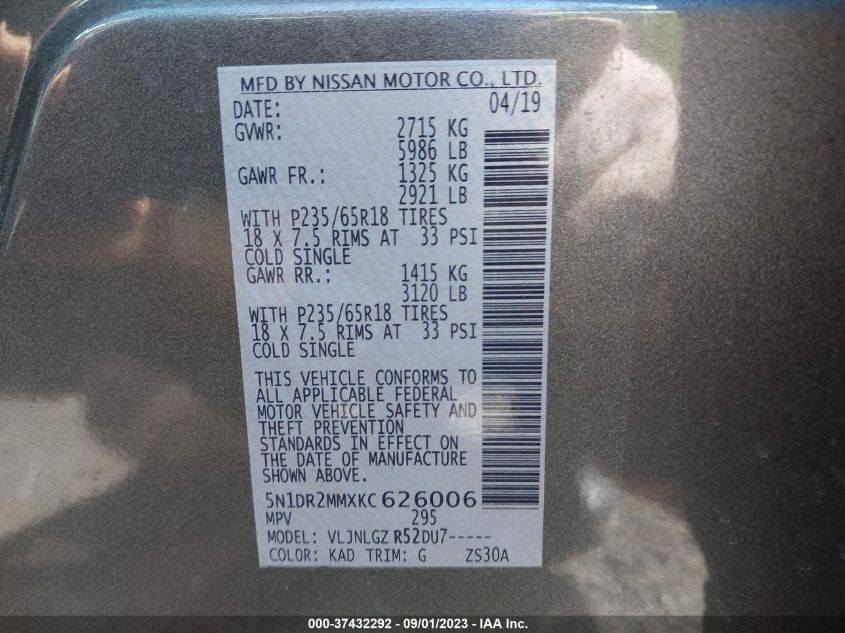 MFD BY NISSAN MOTOR CO., LTD.
DATE: 04/19
GVWR: 2715 KG
5986 LB
GAWR FR.: 1325 KG
2921 LB
WITH P235/65R18 TIRES
18 X 7.5 RIMS AT 33 PSI
COLD SINGLE
GAWR RR.: 1415 KG
3120 LB
WITH P235/65R18 TIRES
18 X 7.5 RIMS AT 33 PSI
COLD SINGLE
THIS VEHICLE CONFORMS TO
ALL APPLICABLE FEDERAL
MOTOR VEHICLE SAFETY AND
THEFT PREVENTION
STANDARDS IN EFFECT ON
THE DATE OF MANUFACTURE
SHOWN ABOVE.
5N1DR2MMXKC 626006
MPV 295
MODEL: VLJNLGZ R52DU7-----
COLOR: KAD TRIM: G ZS30A
000-37432292 - 09/01/2023 - IAA Inc.